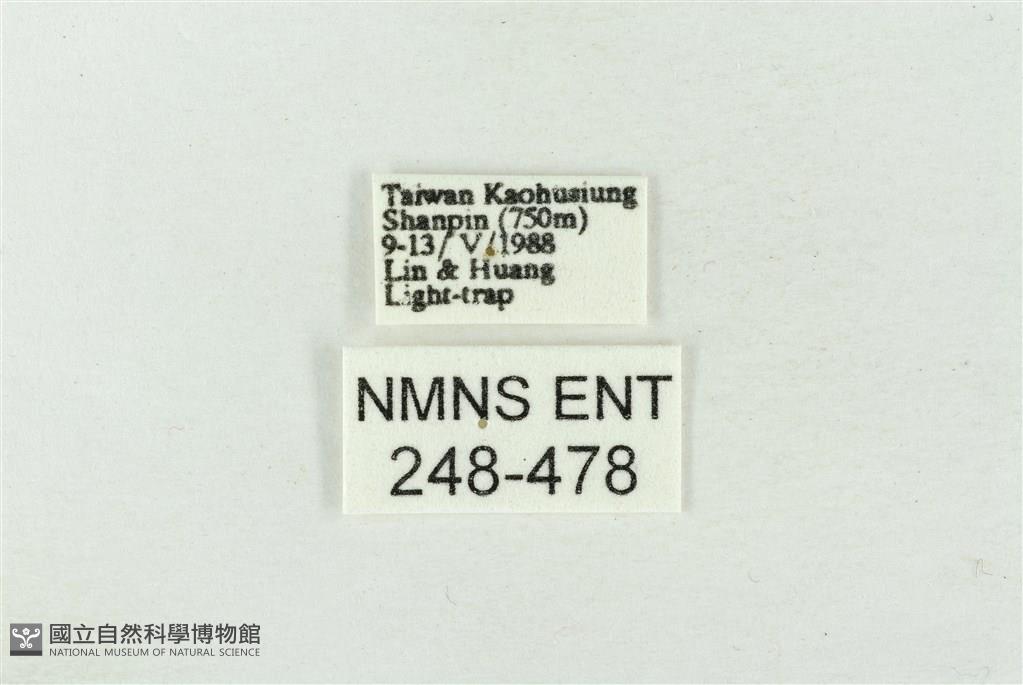 Taiwan Kaohusiung
Shanpin (750m)
9-13/ V/1988
Lin & Huang
Light-trap
NMNS ENT
248-478
國立自然科學博物館
NATIONAL MUSEUM OF NATURAL SCIENCE